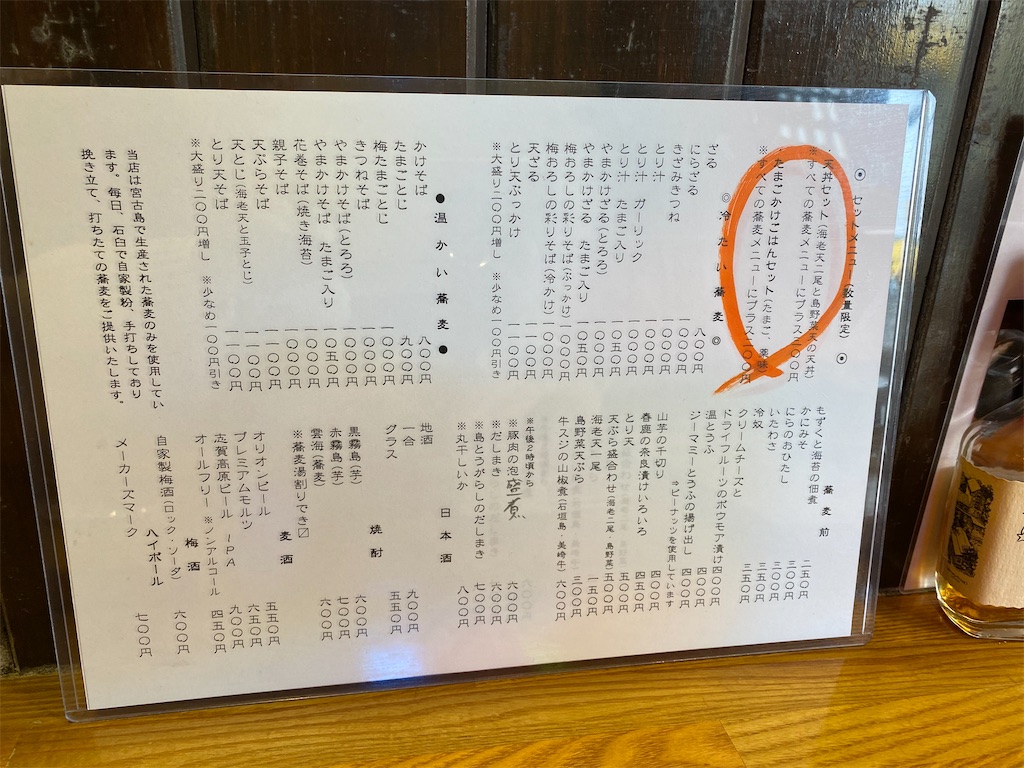 ◉ セットメニュー(数量限定) ◉
・天丼セット(海老天二尾と島野菜天の天丼)
※すべての蕎麦メニューにプラス
・たまごかけごはんセット(たまご、薬味)
※すべての蕎麦メニューにプラス二〇〇円
◎冷たい蕎麦◎
ざる 八〇〇円
にらざる 一〇〇〇円
きざみきつね 一〇〇〇円
とり汁 一〇〇〇円
とり汁 ガーリック 一〇〇〇円
とり汁 たまご入り 一〇五〇円
やまかけざる(とろろ) 一〇〇〇円
やまかけざる たまご入り 一〇五〇円
梅おろしの彩りそば(ぶっかけ) 一〇〇〇円
梅おろしの彩りそば(冷かけ) 一〇〇〇円
天ざる 一一〇〇円
とり天ぶっかけ 一一〇〇円
※大盛り二〇〇円増し ※少なめ一〇〇円引き
●温かい蕎麦●
かけそば 八〇〇円
たまごとじ 九〇〇円
梅たまごとじ 一〇〇〇円
きつねそば 一〇〇〇円
やまかけそば(とろろ) 一〇〇〇円
やまかけそば たまご入り 一〇五〇円
花巻そば(焼き海苔) 一〇〇〇円
親子そば 一〇〇〇円
天ぷらそば 一一〇〇円
天とじ(海老天と玉子とじ) 一一〇〇円
とり天そば 一一〇〇円
※大盛り二〇〇円増し ※少なめ一〇〇円引き
当店は宮古島で生産された蕎麦のみを使用してい
ます。毎日、石臼で自家製粉、手打ちしており
挽き立て、打ちたての蕎麦をご提供いたします。
蕎麦前
もずくと海苔の佃煮 二五〇円
かにみそ 三〇〇円
にらのおひたし 三〇〇円
いたわさ 三五〇円
冷奴 三五〇円
クリームチーズと
ドライフルーツのボウモア漬け四〇〇円
温とうふ 四〇〇円
ジーマミーとうふの揚げ出し 四〇〇円
⇒ピーナッツを使用しています
山芋の千切り 四〇〇円
春鹿の奈良漬けいろいろ 四五〇円
とり天 五〇〇円
天ぷら盛合わせ(海老二尾・島野菜)五〇〇円
海老天一尾 一五〇円
島野菜天ぷら 三〇〇円
牛スジの山椒煮(石垣島・美崎牛) 六〇〇円
※午後2時頃から
※豚肉の泡盛煮 六〇〇円
※だしまき 六〇〇円
※島とうがらしのだしまき 七〇〇円
※丸干しいか 八〇〇円
日本酒
地酒
一合 九〇〇円
グラス 五五〇円
焼酎
黒霧島(芋) 六〇〇円
赤霧島(芋) 七〇〇円
雲海(蕎麦) 六〇〇円
※蕎麦湯割りでき〼
麦酒
オリオンビール 五五〇円
プレミアムモルツ 六五〇円
志賀高原ビール IPA 九〇〇円
オールフリー ※ノンアルコール 四五〇円
梅酒
自家製梅酒(ロック・ソーダ) 六〇〇円
ハイボール
メーカーズマーク 七〇〇円